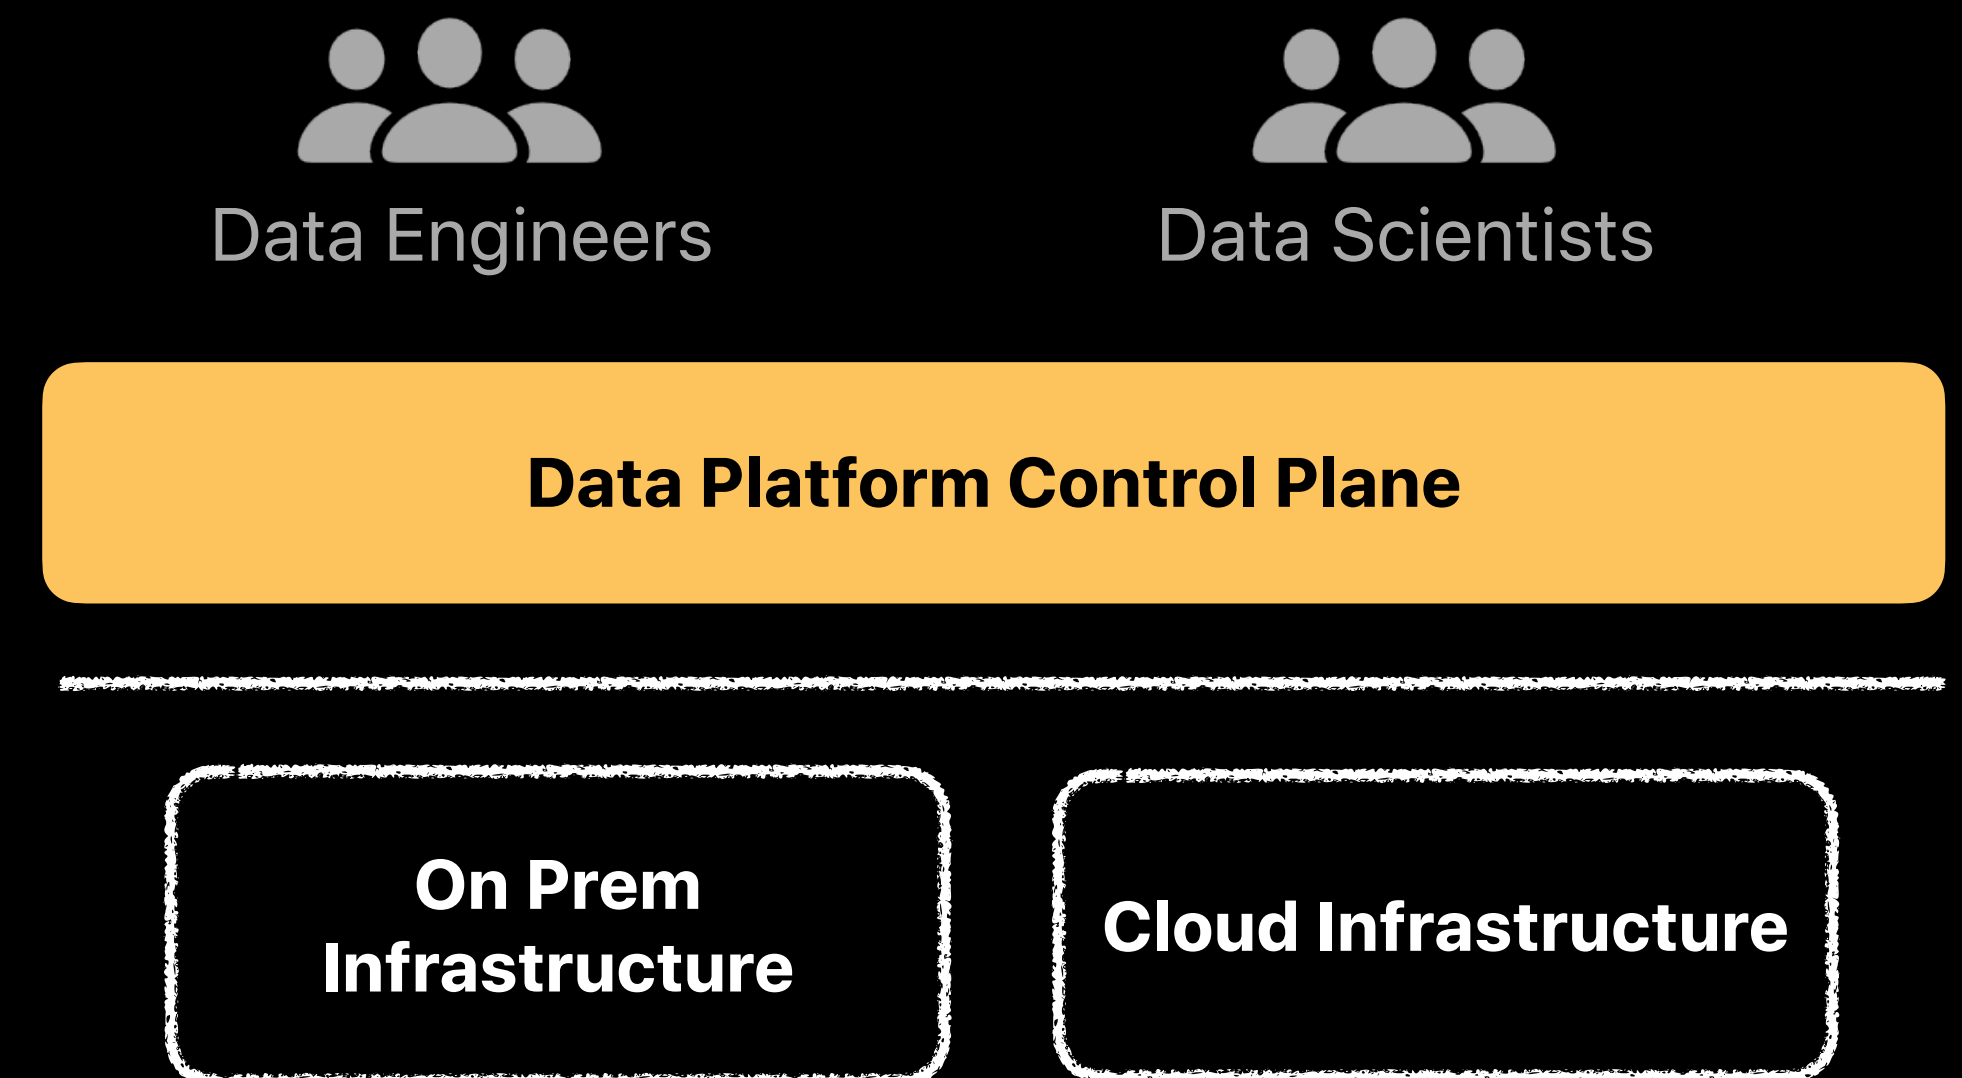 Data Engineers
Data Scientists
Data Platform Control Plane
On Prem
Infrastructure
Cloud Infrastructure